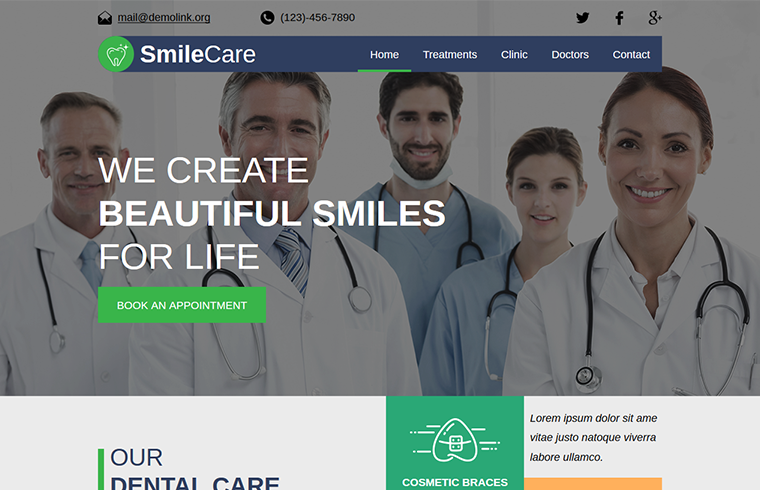 mail@demolink.org (123)-456-7890
SmileCare Home Treatments Clinic Doctors Contact
WE CREATE
BEAUTIFUL SMILES
FOR LIFE
BOOK AN APPOINTMENT
OUR
DENTAL CARE
COSMETIC BRACES
Lorem ipsum dolor sit ame
vitae justo natoque viverra
labore ullamco.